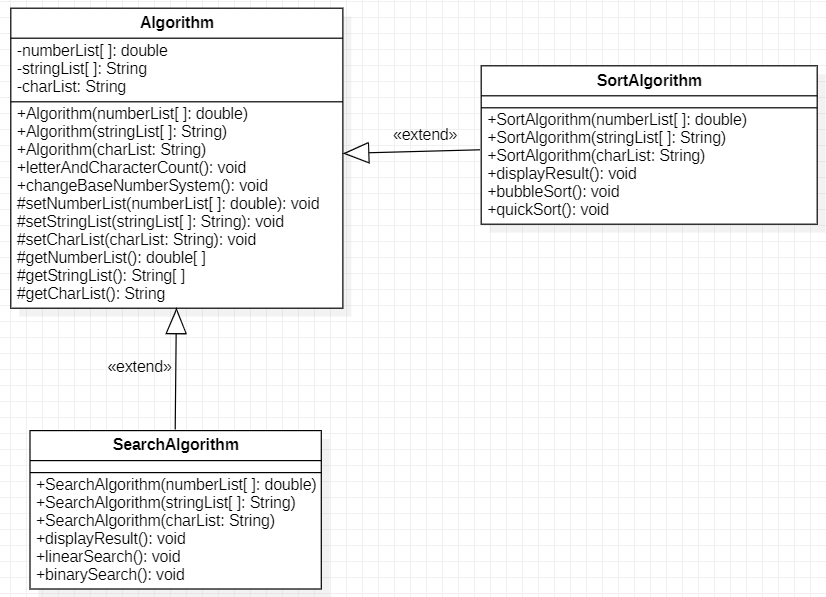 Algorithm
-numberList[ ]: double
-stringList[ ]: String
-charList: String
+Algorithm(numberList[ ]: double)
+Algorithm(stringList[ ]: String)
+Algorithm(charList: String)
+letterAndCharacterCount(): void
+changeBaseNumberSystem(): void
#setNumberList(numberList[ ]: double): void
#setStringList(stringList[ ]: String): void
#setCharList(charList: String): void
#getNumberList(): double[ ]
#getStringList(): String[ ]
#getCharList(): String
«extend»
SortAlgorithm
+SortAlgorithm(numberList[ ]: double)
+SortAlgorithm(stringList[ ]: String)
+SortAlgorithm(charList: String)
+displayResult(): void
+bubbleSort(): void
+quickSort(): void
«extend»
SearchAlgorithm
+SearchAlgorithm(numberList[ ]: double)
+SearchAlgorithm(stringList[ ]: String)
+SearchAlgorithm(charList: String)
+displayResult(): void
+linearSearch(): void
+binarySearch(): void